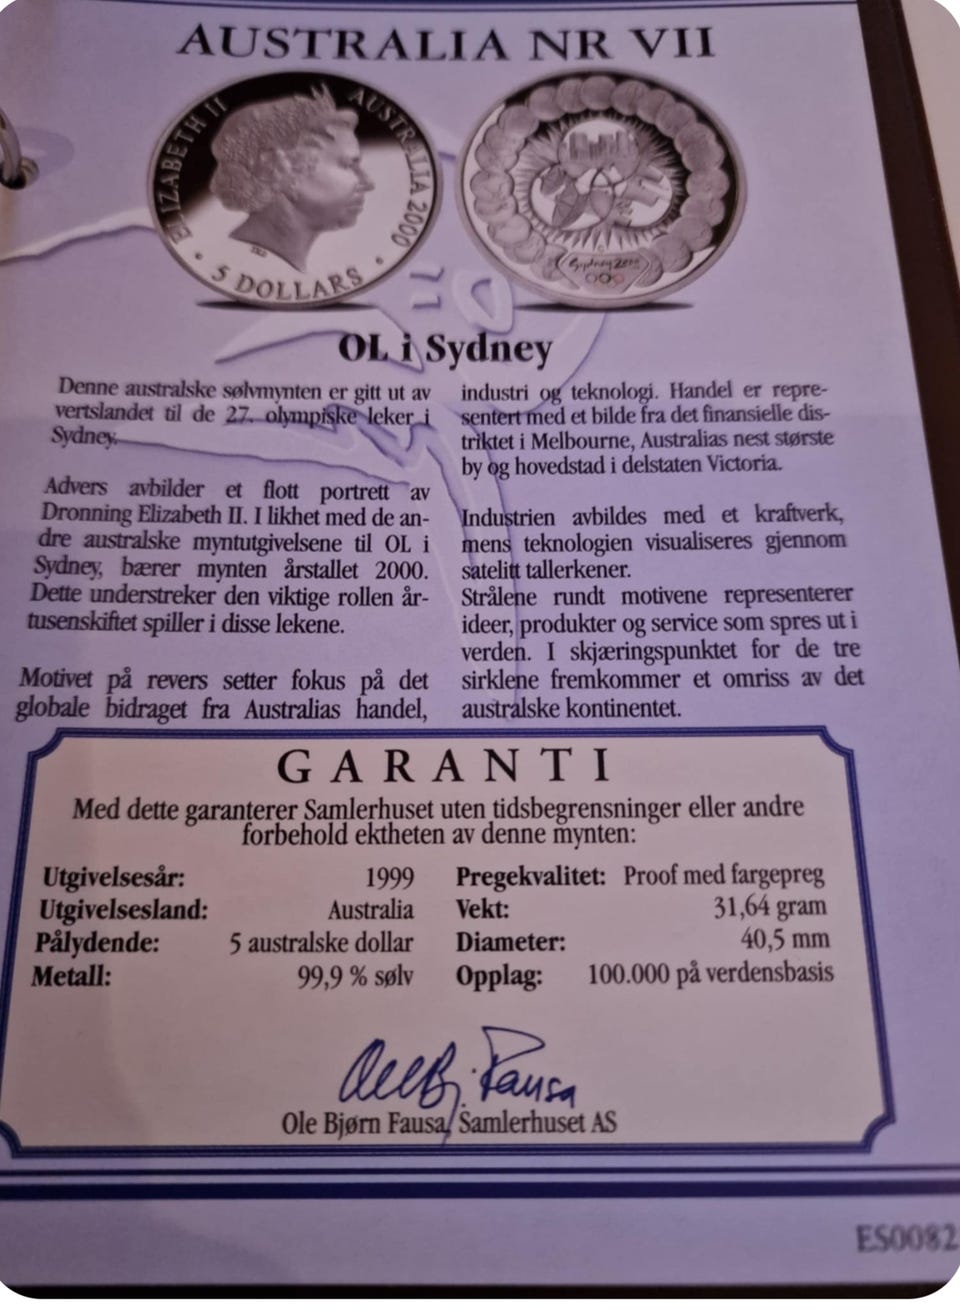 AUSTRALIA NR VII
ELIZABETH II AUSTRALIA 2000
• 5 DOLLARS •
Sydney 2000
OL i Sydney
Denne australske sølvmynten er gitt ut av
vertslandet til de 27. olympiske leker i
Sydney.
Advers avbilder et flott portrett av
Dronning Elizabeth II. I likhet med de an-
dre australske myntutgivelsene til OL i
Sydney, bærer mynten årstallet 2000.
Dette understreker den viktige rollen år-
tusenskiftet spiller i disse lekene.
Motivet på revers setter fokus på det
globale bidraget fra Australias handel,
industri og teknologi. Handel er repre-
sentert med et bilde fra det finansielle dis-
triktet i Melbourne, Australias nest største
by og hovedstad i delstaten Victoria.
Industrien avbildes med et kraftverk,
mens teknologien visualiseres gjennom
satelitt tallerkener.
Strålene rundt motivene representerer
ideer, produkter og service som spres ut i
verden. I skjæringspunktet for de tre
sirklene fremkommer et omriss av det
australske kontinentet.
GARANTI
Med dette garanterer Samlerhuset uten tidsbegrensninger eller andre
forbehold ektheten av denne mynten:
Utgivelsesår: 1999
Utgivelsesland: Australia
Pålydende: 5 australske dollar
Metall: 99,9 % sølv
Pregekvalitet: Proof med fargepreg
Vekt: 31,64 gram
Diameter: 40,5 mm
Opplag: 100.000 på verdensbasis
Ole Bj. Fausa
Ole Bjørn Fausa, Samlerhuset AS
ES0082